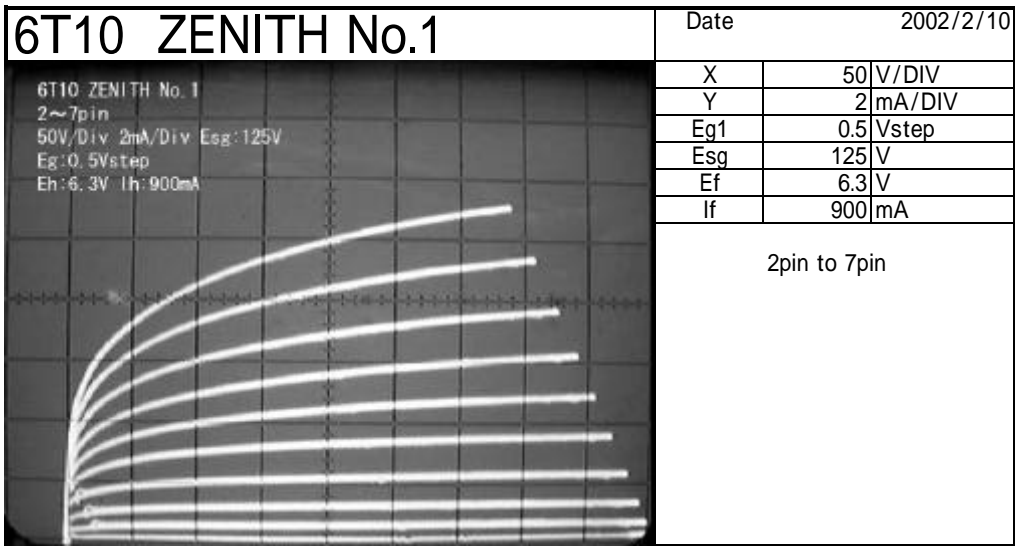 6T10 ZENITH No.1
Date 2002/2/10
6T10 ZENITH No.1
2～7pin
50V/Div 2mA/Div Esg:125V
Eg:0.5Vstep
Eh:6.3V Ih:900mA
X 50 V/DIV
Y 2 mA/DIV
Eg1 0.5 Vstep
Esg 125 V
Ef 6.3 V
If 900 mA
2pin to 7pin